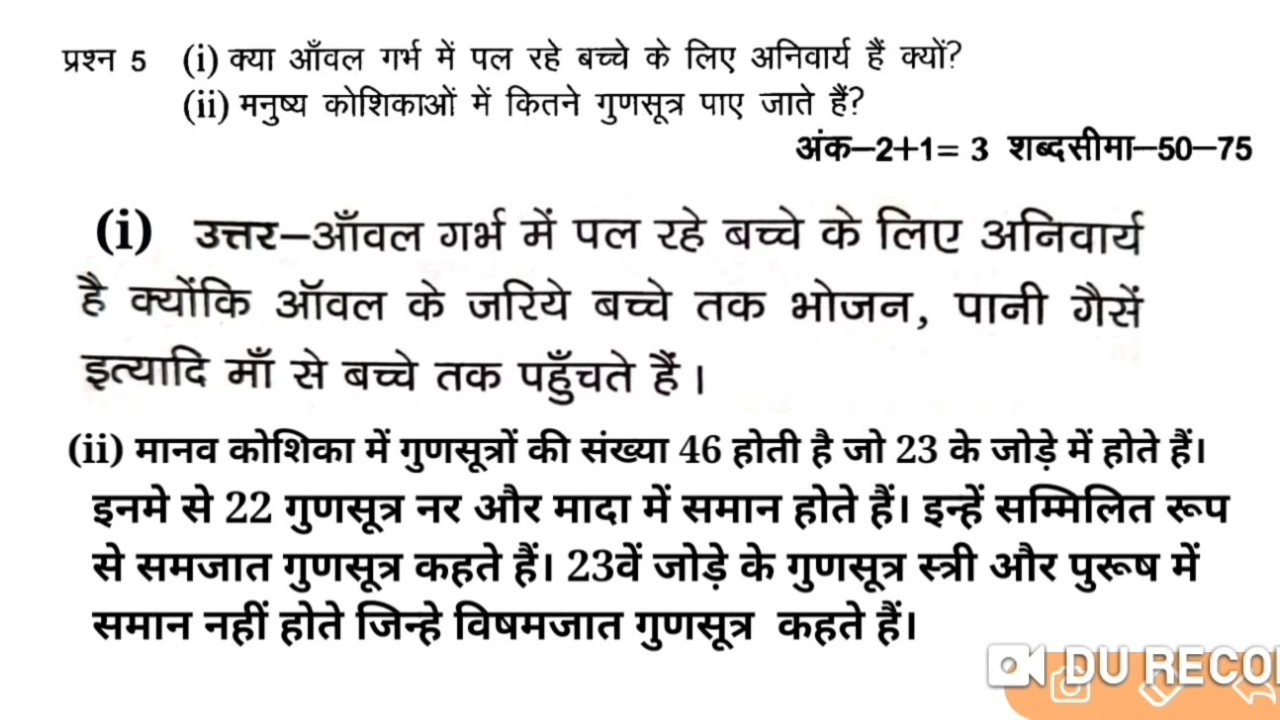 प्रश्न 5 (i) क्या आँवल गर्भ में पल रहे बच्चे के लिए अनिवार्य हैं क्यों?
(ii) मनुष्य कोशिकाओं में कितने गुणसूत्र पाए जाते हैं?
अंक–2+1= 3 शब्दसीमा–50–75
(i) उत्तर–आँवल गर्भ में पल रहे बच्चे के लिए अनिवार्य
है क्योंकि ऑवल के जरिये बच्चे तक भोजन, पानी गैसें
इत्यादि माँ से बच्चे तक पहुँचते हैं।
(ii) मानव कोशिका में गुणसूत्रों की संख्या 46 होती है जो 23 के जोड़े में होते हैं।
इनमे से 22 गुणसूत्र नर और मादा में समान होते हैं। इन्हें सम्मिलित रूप
से समजात गुणसूत्र कहते हैं। 23वें जोड़े के गुणसूत्र स्त्री और पुरूष में
समान नहीं होते जिन्हे विषमजात गुणसूत्र कहते हैं।
DU RECO